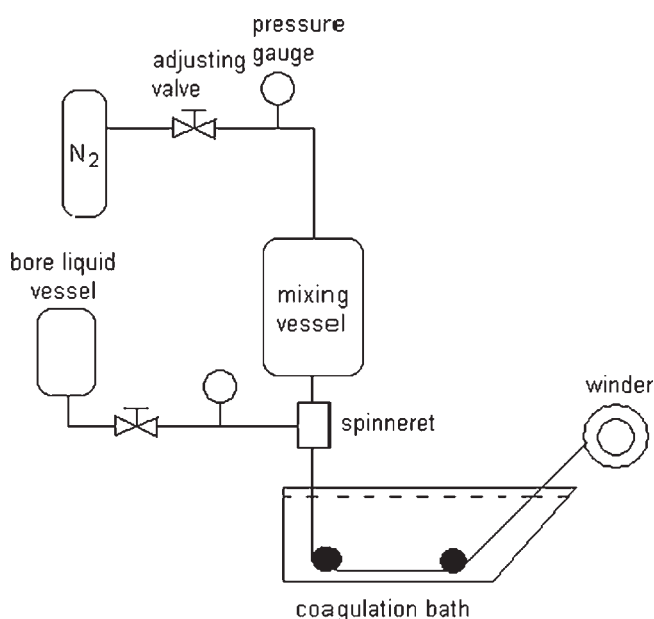 pressure
gauge
adjusting
valve
N2
bore liquid
vessel
mixing
vessel
winder
spinneret
coagulation bath